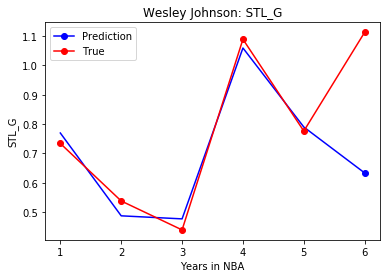 Wesley Johnson: STL_G
Prediction
True
1.1
1.0
0.9
0.8
0.7
0.6
0.5
STL_G
1 2 3 4 5 6
Years in NBA